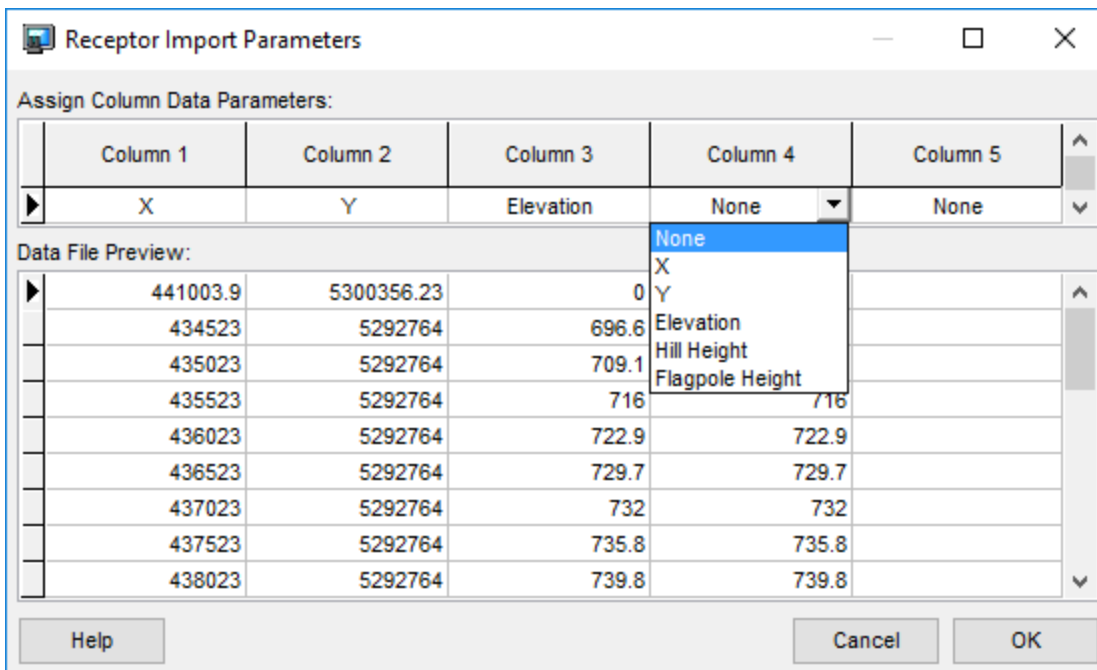 Receptor Import Parameters
Assign Column Data Parameters:
Column 1 Column 2 Column 3 Column 4 Column 5
X Y Elevation None None
None
X
Y
Elevation
Hill Height
Flagpole Height
Data File Preview:
441003.9 5300356.23 0
434523 5292764 696.6
435023 5292764 709.1
435523 5292764 716 716
436023 5292764 722.9 722.9
436523 5292764 729.7 729.7
437023 5292764 732 732
437523 5292764 735.8 735.8
438023 5292764 739.8 739.8
Help Cancel OK